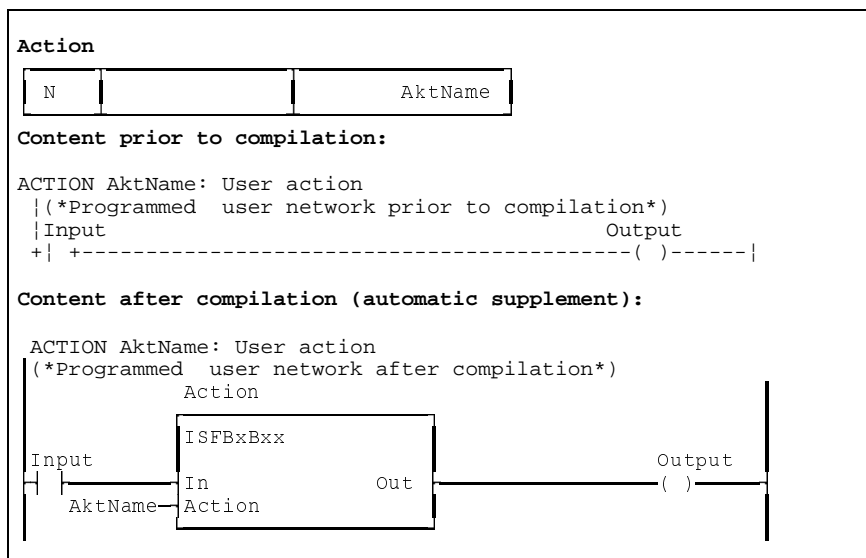 Action
N AktName
Content prior to compilation:
ACTION AktName: User action
¦(*Programmed  user network prior to compilation*)
¦Input Output
+¦ +-------------------------------------------( )------¦
Content after compilation (automatic supplement):
ACTION AktName: User action
(*Programmed  user network after compilation*)
Action
ISFBxBxx
Input Output
In Out ( )
AktName Action